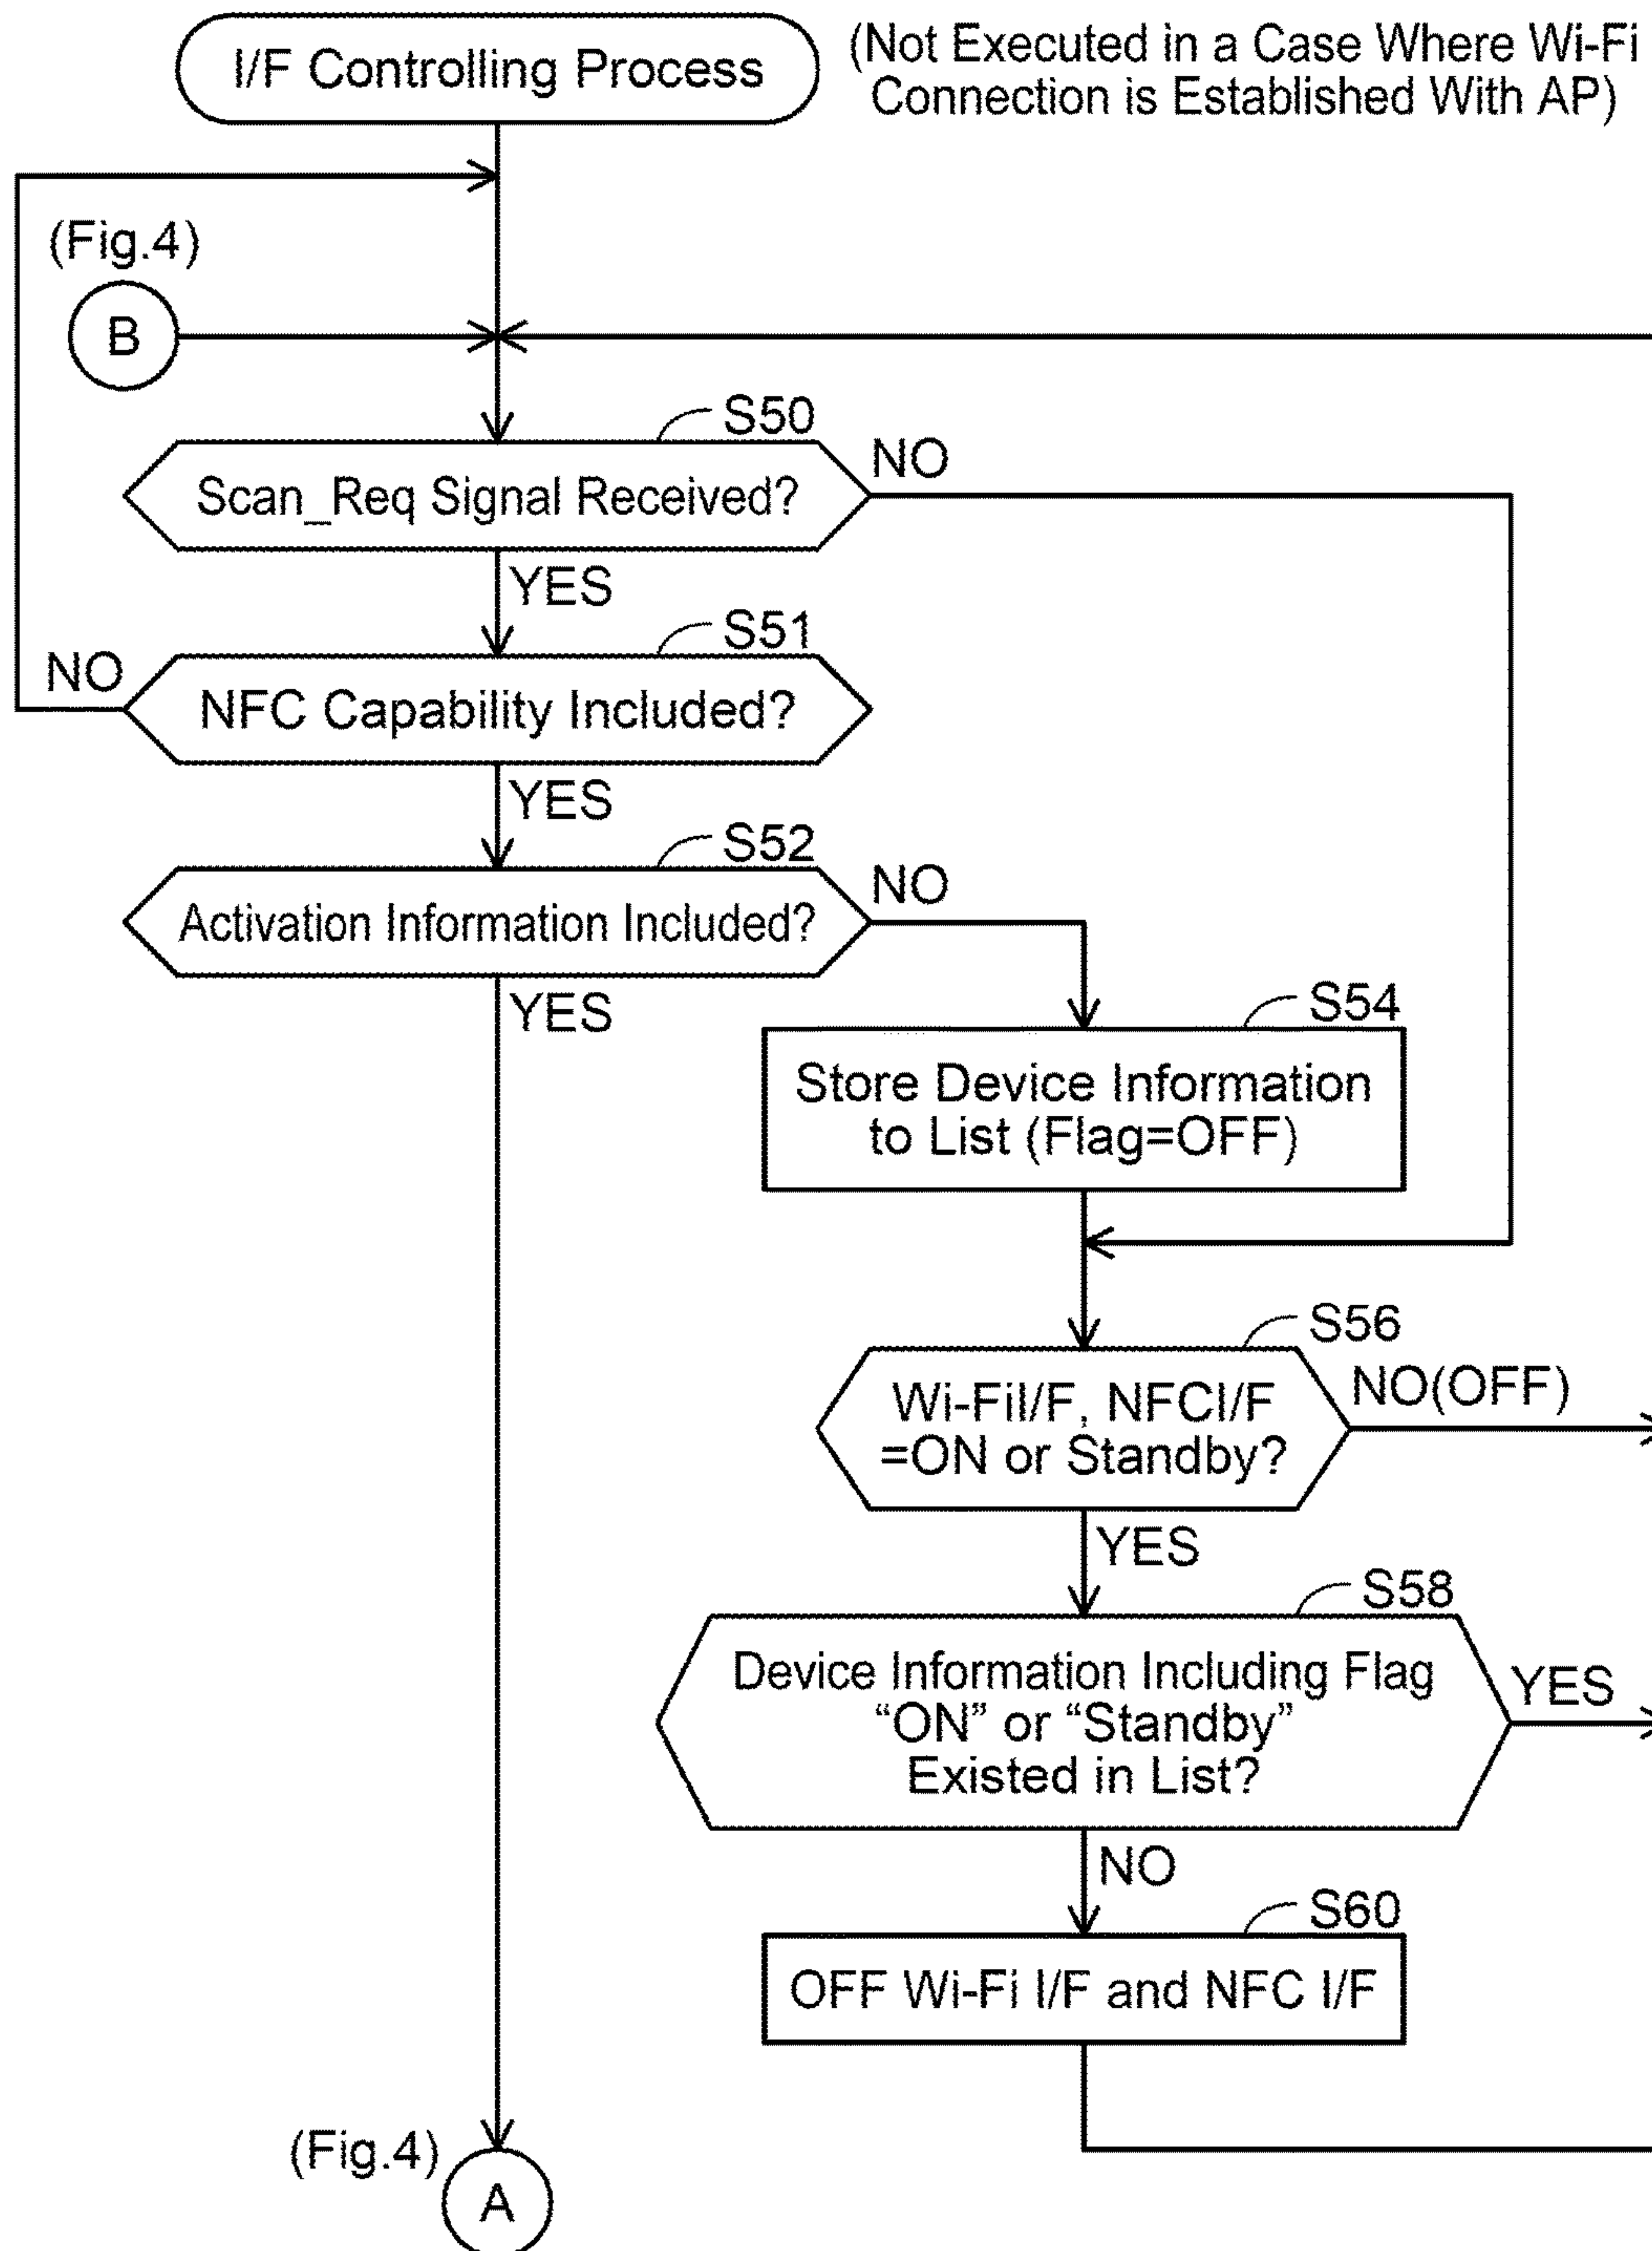 I/F Controlling Process
(Not Executed in a Case Where Wi-Fi
Connection is Established With AP)
(Fig.4)
B
S50
Scan_Req Signal Received?
NO
YES
S51
NO
NFC Capability Included?
YES
S52
Activation Information Included?
NO
YES
S54
Store Device Information
to List (Flag=OFF)
S56
Wi-FiI/F, NFCI/F
=ON or Standby?
NO(OFF)
YES
S58
Device Information Including Flag
“ON” or “Standby”
Existed in List?
YES
NO
S60
OFF Wi-Fi I/F and NFC I/F
(Fig.4)
A